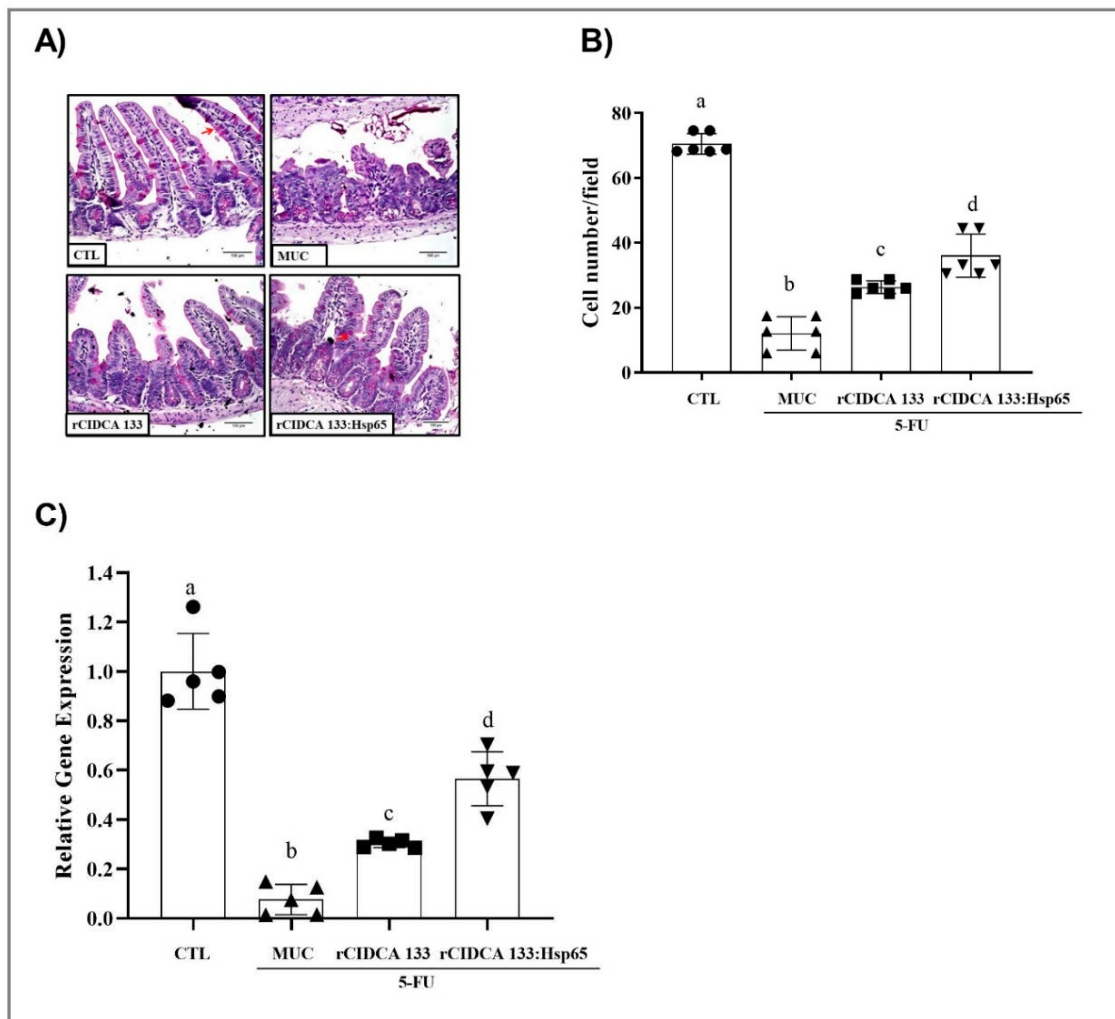 A)
CTL
MUC
rCIDCA 133
rCIDCA 133:Hsp65
B)
Cell number/field
80
60
40
20
0
a
b
c
d
CTL
MUC
rCIDCA 133
rCIDCA 133:Hsp65
5-FU
C)
Relative Gene Expression
1.4
1.2
1.0
0.8
0.6
0.4
0.2
0.0
a
b
c
d
CTL
MUC
rCIDCA 133
rCIDCA 133:Hsp65
5-FU